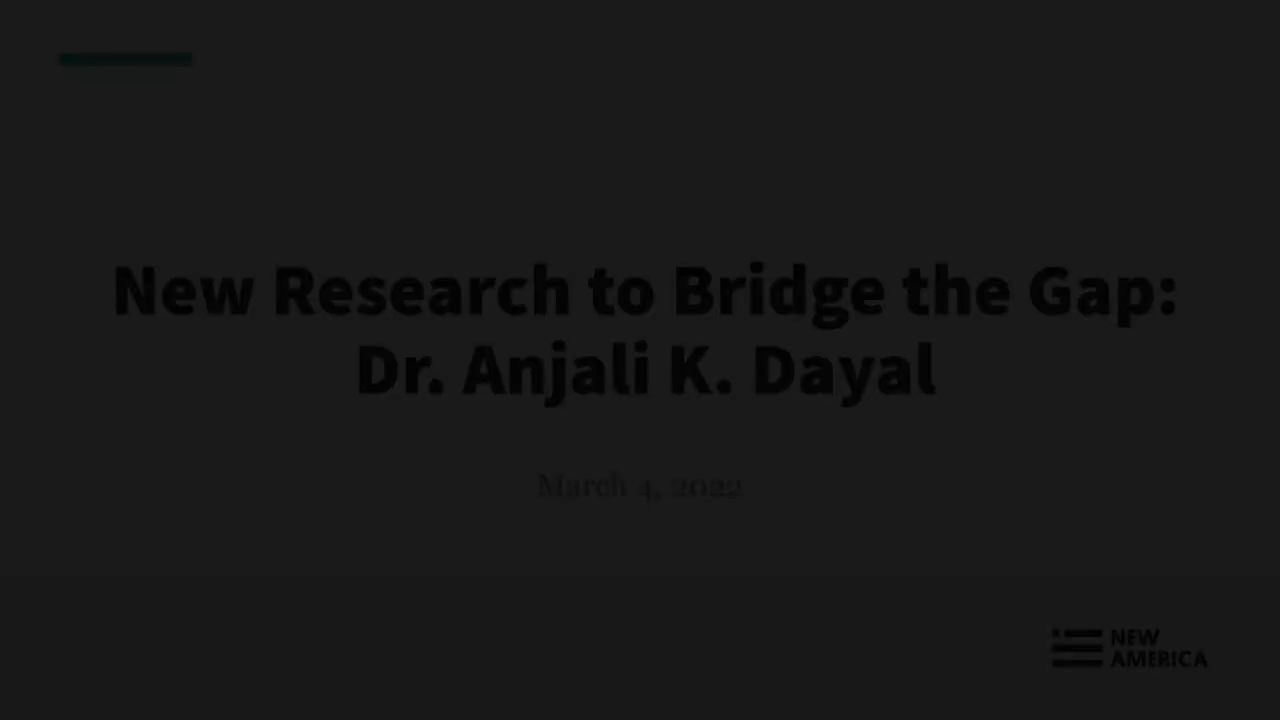 New Research to Bridge the Gap:
Dr. Anjali K. Dayal
March 4, 2022
NEW
AMERICA